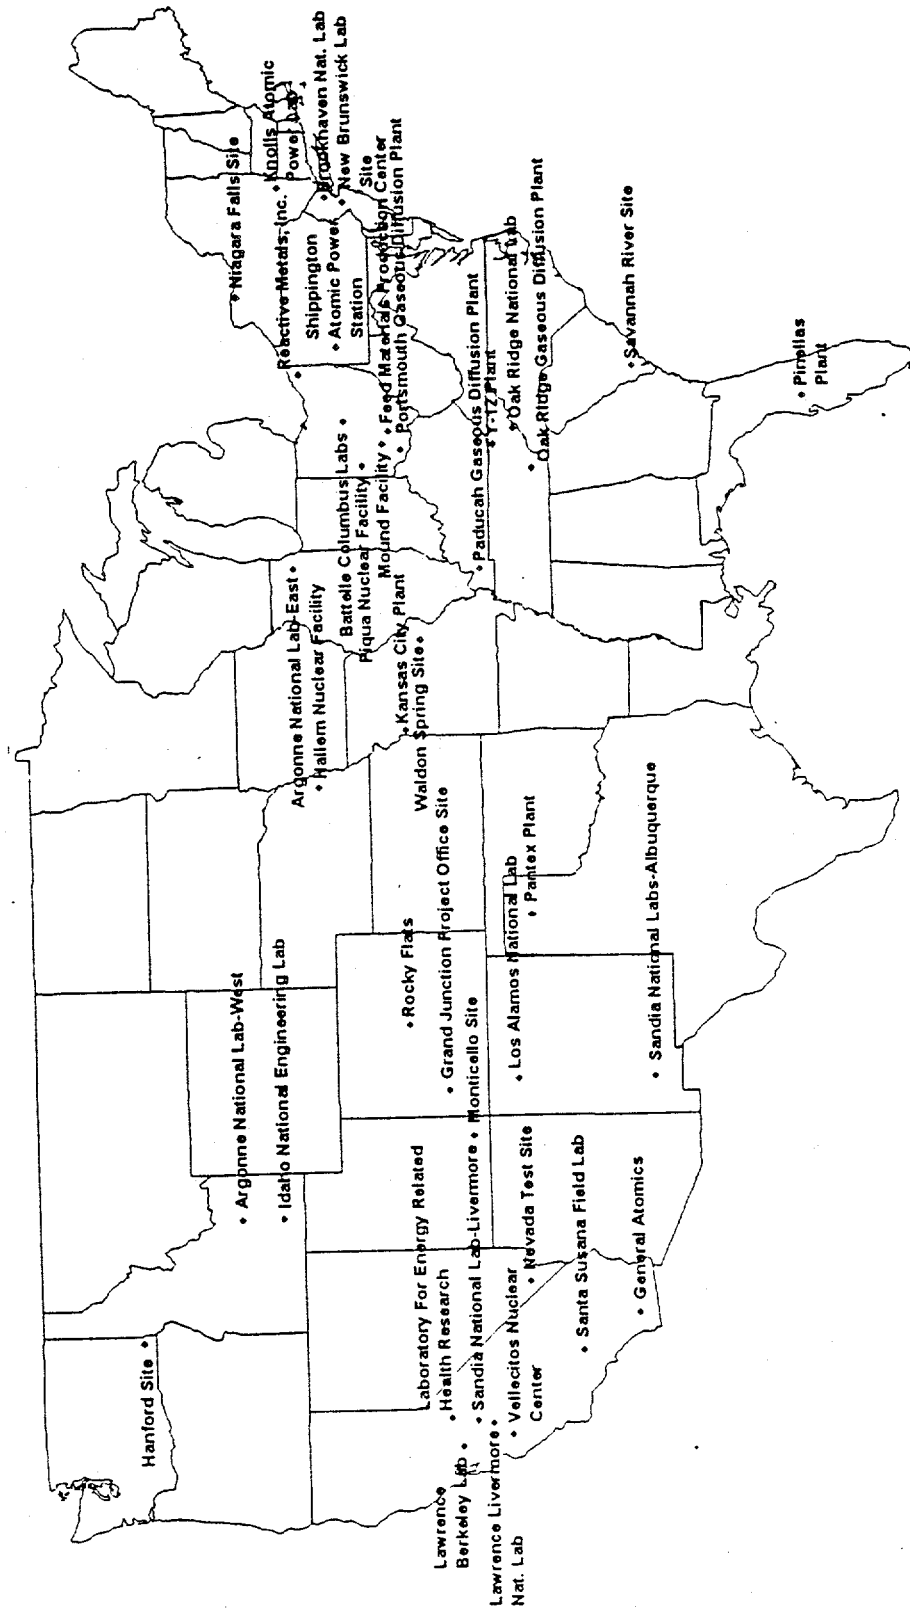 Hanford Site
Argonne National Lab-West
Idaho National Engineering Lab
Lawrence
Berkeley Lab
Lawrence Livermore
Nat. Lab
Laboratory For Energy Related
Health Research
Sandia National Lab-Livermore
Vellecitos Nuclear
Center
Nevada Test Site
Santa Susana Field Lab
General Atomics
Monticello Site
Grand Junction Project Office Site
Rocky Flats
Los Alamos National Lab
Sandia National Labs-Albuquerque
Pantex Plant
Argonne National Lab-East
Hallem Nuclear Facility
Kansas City Plant
Waldon Spring Site
Battelle Columbus Labs
Piqua Nuclear Facility
Mound Facility
Feed Materials Production Center
Portsmouth Gaseous Diffusion Plant
Paducah Gaseous Diffusion Plant
Y-12 Plant
Oak Ridge National Lab
Oak Ridge Gaseous Diffusion Plant
Savannah River Site
Pinellas
Plant
Niagara Falls Site
Reactive Metals, Inc.
Shippington
Atomic Power
Station
Knolls Atomic
Power Lab
Brookhaven Nat. Lab
New Brunswick Lab
Site